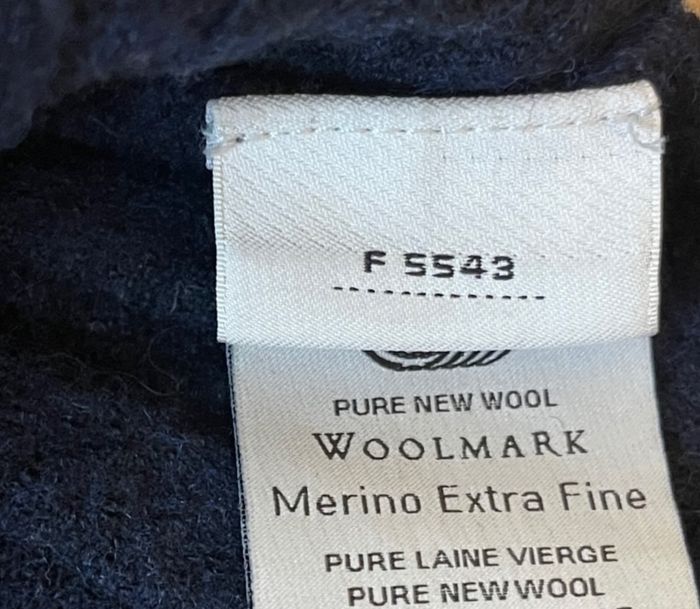 F 5543
PURE NEW WOOL
WOOLMARK
Merino Extra Fine
PURE LAINE VIERGE
PURE NEW WOOL